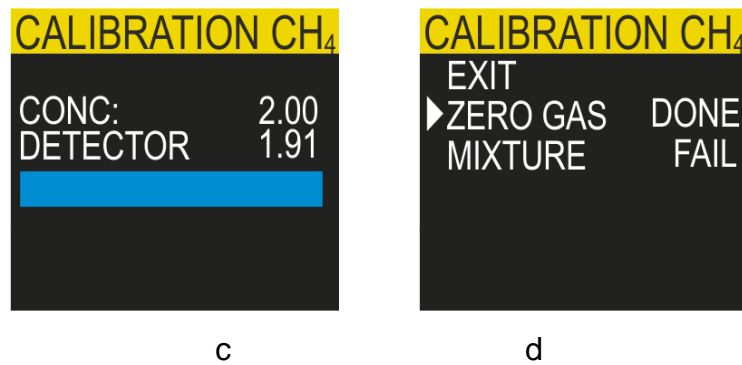 CALIBRATION CH₄
CONC: 2.00
DETECTOR 1.91
c
CALIBRATION CH₄
EXIT
ZERO GAS DONE
MIXTURE FAIL
d